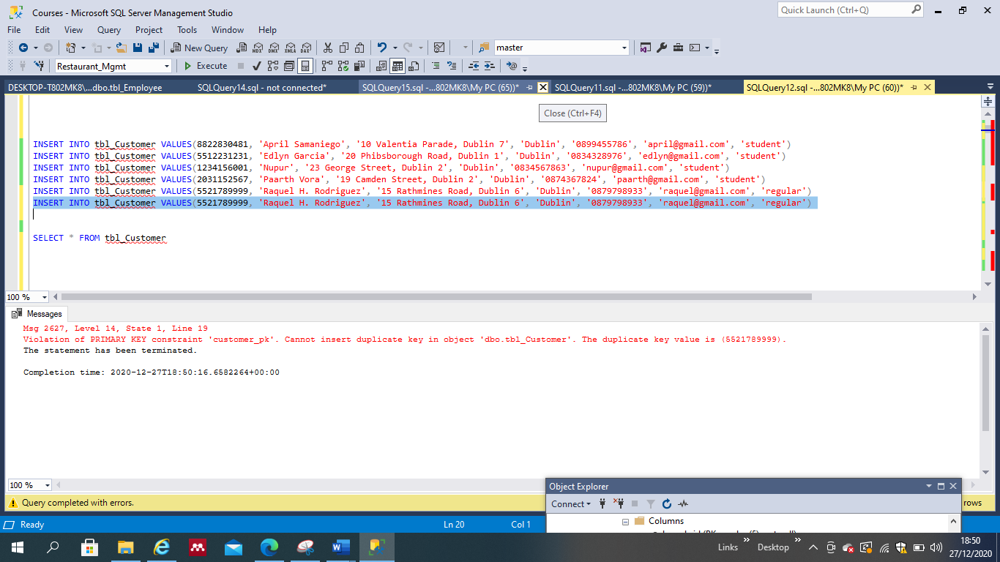 Courses - Microsoft SQL Server Management Studio
Quick Launch (Ctrl+Q)
File Edit View Query Project Tools Window Help
New Query MDX DMX XMLA DAX master
Restaurant_Mgmt Execute
DESKTOP-T802MK8\...dbo.tbl_Employee SQLQuery14.sql - not connected* SQLQuery15.sql -...802MK8\My PC (65))* SQLQuery11.sql -...802MK8\My PC (59))* SQLQuery12.sql -...802MK8\My PC (60))*
Close (Ctrl+F4)
INSERT INTO tbl_Customer VALUES(8822830481, 'April Samaniego', '10 Valentia Parade, Dublin 7', 'Dublin', '0899455786', 'april@gmail.com', 'student')
INSERT INTO tbl_Customer VALUES(5512231231, 'Edlyn Garcia', '20 Phibsborough Road, Dublin 1', 'Dublin', '0834328976', 'edlyn@gmail.com', 'student')
INSERT INTO tbl_Customer VALUES(1234156001, 'Nupur', '23 George Street, Dublin 2', 'Dublin', '0834567863', 'nupur@gmail.com', 'student')
INSERT INTO tbl_Customer VALUES(2031152567, 'Paarth Vora', '19 Camden Street, Dublin 2', 'Dublin', '0874367824', 'paarth@gmail.com', 'student')
INSERT INTO tbl_Customer VALUES(5521789999, 'Raquel H. Rodriguez', '15 Rathmines Road, Dublin 6', 'Dublin', '0879798933', 'raquel@gmail.com', 'regular')
INSERT INTO tbl_Customer VALUES(5521789999, 'Raquel H. Rodriguez', '15 Rathmines Road, Dublin 6', 'Dublin', '0879798933', 'raquel@gmail.com', 'regular')
SELECT * FROM tbl_Customer
100 %
Messages
Msg 2627, Level 14, State 1, Line 19
Violation of PRIMARY KEY constraint 'customer_pk'. Cannot insert duplicate key in object 'dbo.tbl_Customer'. The duplicate key value is (5521789999).
The statement has been terminated.
Completion time: 2020-12-27T18:50:16.6582264+00:00
100 %
Object Explorer
Query completed with errors.
rows
Connect
Columns
Ready Ln 20 Col 1
Links Desktop
18:50
27/12/2020